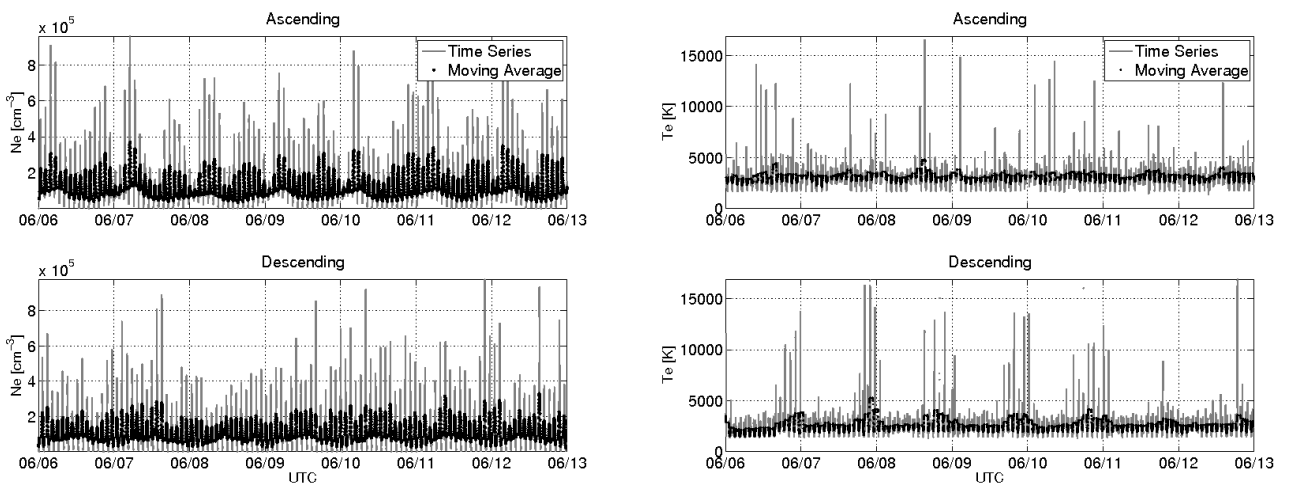 Ascending
x 10⁵
8
6
4
2
Ne [cm⁻³]
Time Series
Moving Average
06/06 06/07 06/08 06/09 06/10 06/11 06/12 06/13
Ascending
15000
10000
5000
0
Te [K]
Time Series
Moving Average
06/06 06/07 06/08 06/09 06/10 06/11 06/12 06/13
Descending
x 10⁵
8
6
4
2
Ne [cm⁻³]
06/06 06/07 06/08 06/09 06/10 06/11 06/12 06/13
UTC
Descending
15000
10000
5000
0
Te [K]
06/06 06/07 06/08 06/09 06/10 06/11 06/12 06/13
UTC